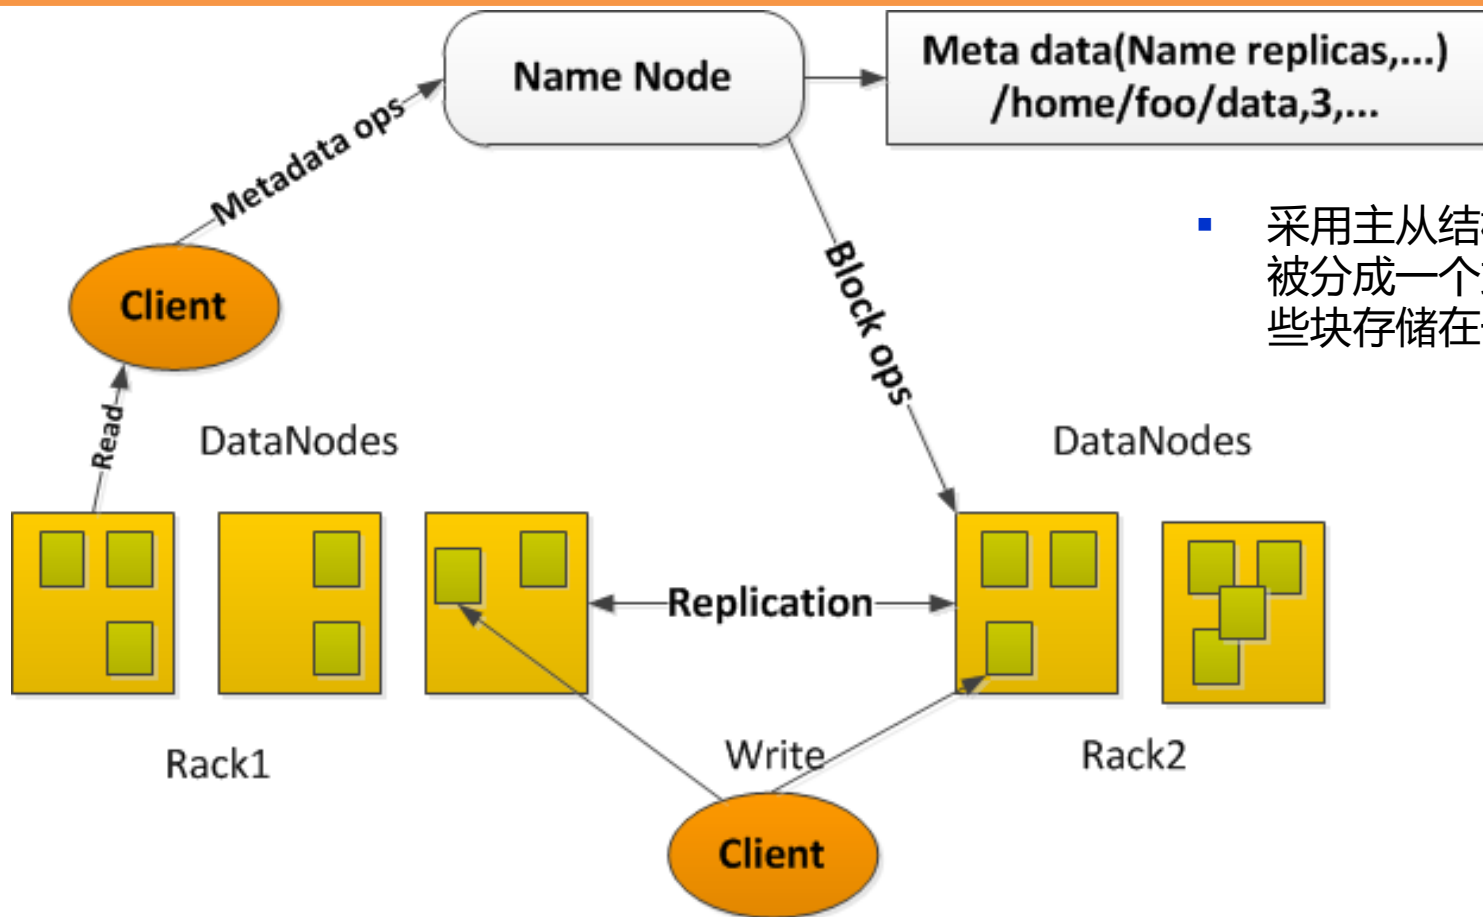 Name Node
Meta data(Name replicas,...)
/home/foo/data,3,...
Metadata ops
▪ 采用主从结
被分成一个
些块存储在
Client
Block ops
Read
DataNodes
DataNodes
Replication
Write
Rack1
Rack2
Client